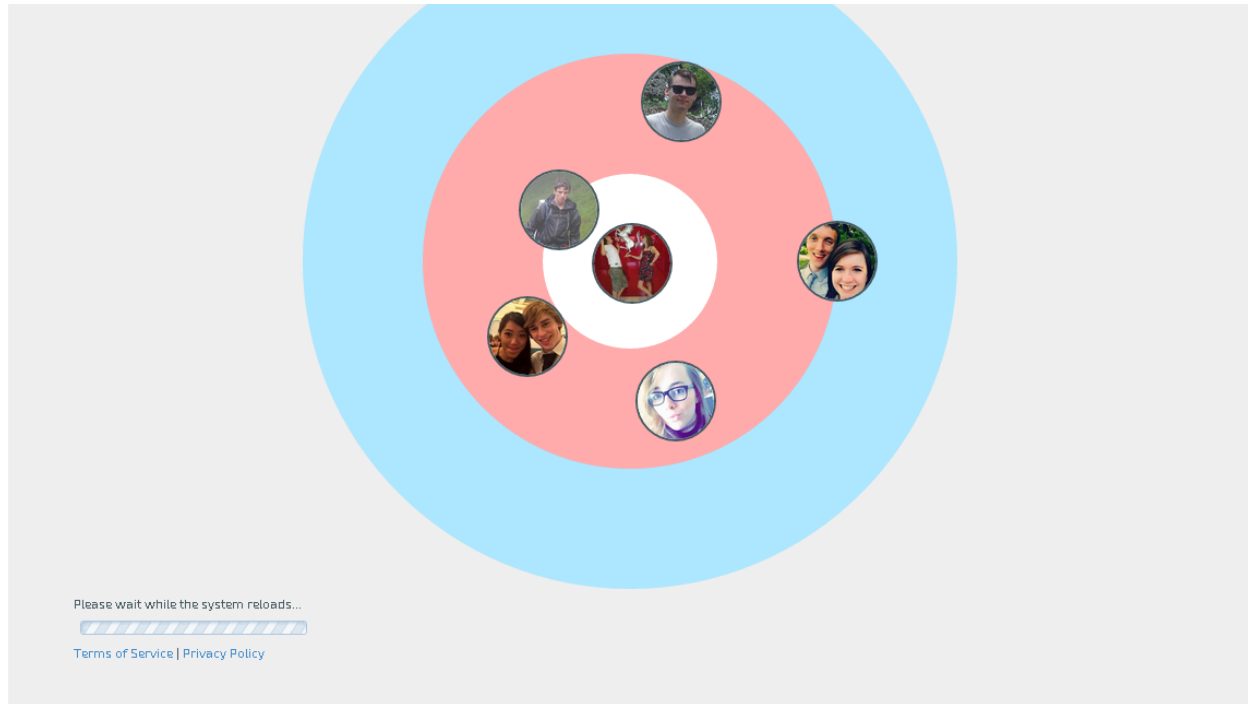 Please wait while the system reloads...
Terms of Service | Privacy Policy